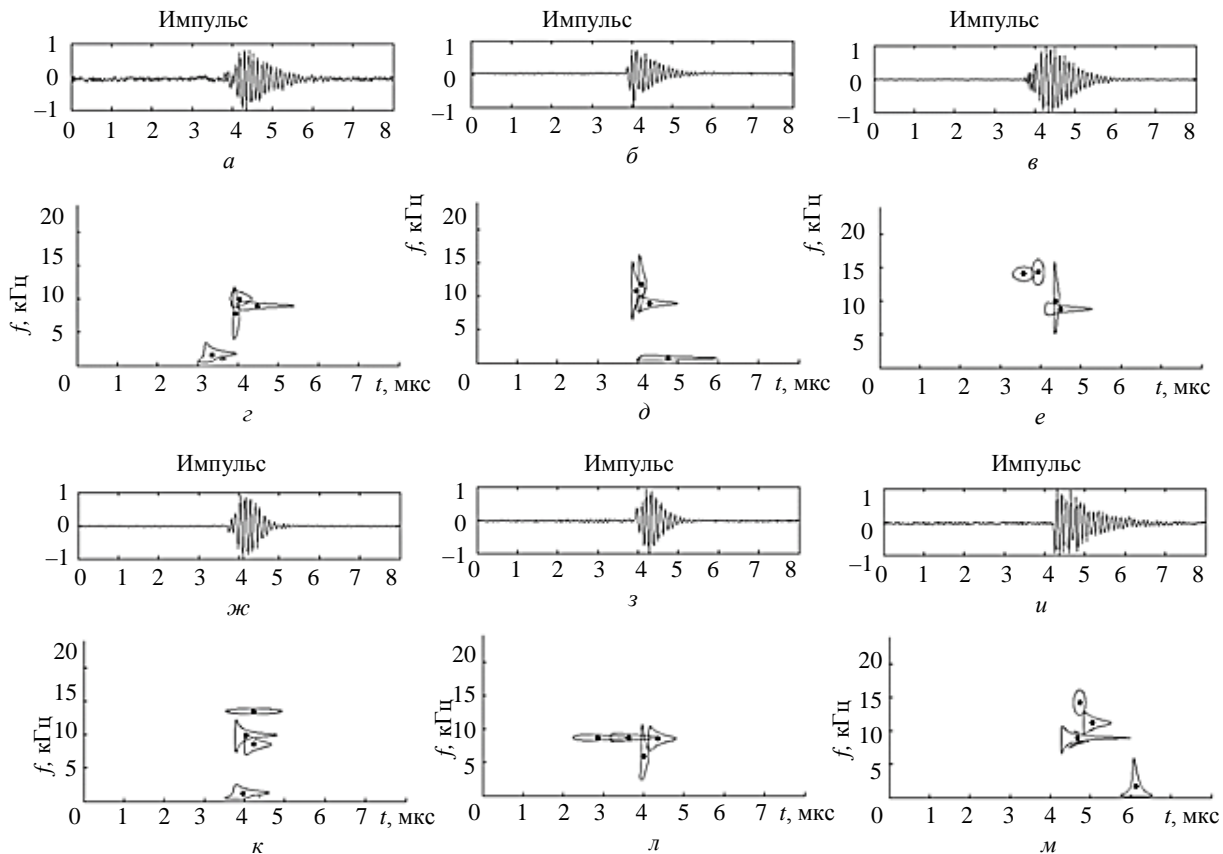 Импульс Импульс Импульс
1 1 1
0 0 0
–1 –1 –1
0 1 2 3 4 5 6 7 8 0 1 2 3 4 5 6 7 8 0 1 2 3 4 5 6 7 8
а б в
f, кГц f, кГц f, кГц
20 20 20
15 15 15
10 10 10
5 5 5
0 1 2 3 4 5 6 7 t, мкс 0 1 2 3 4 5 6 7 t, мкс 0 1 2 3 4 5 6 7 t, мкс
г д е
Импульс Импульс Импульс
1 1 1
0 0 0
–1 –1 –1
0 1 2 3 4 5 6 7 8 0 1 2 3 4 5 6 7 8 0 1 2 3 4 5 6 7 8
ж з и
f, кГц f, кГц f, кГц
20 20 20
15 15 15
10 10 10
5 5 5
0 1 2 3 4 5 6 7 t, мкс 0 1 2 3 4 5 6 7 t, мкс 0 1 2 3 4 5 6 7 t, мкс
к л м